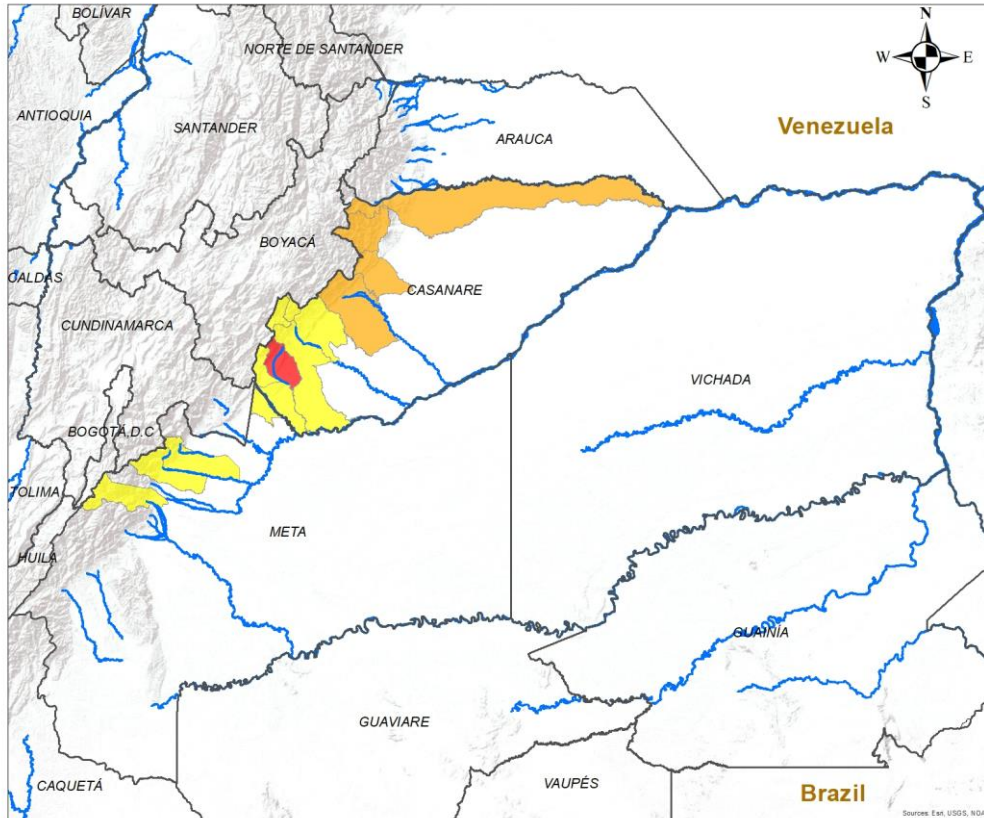 BOLÍVAR
NORTE DE SANTANDER
N
W
E
S
ANTIOQUIA
SANTANDER
ARAUCA
Venezuela
BOYACÁ
CALDAS
CASANARE
CUNDINAMARCA
VICHADA
BOGOTÁ, D.C
TOLIMA
META
HUILA
GUAINÍA
GUAVIARE
CAQUETÁ
VAUPÉS
Brazil
Sources: Esri, USGS, NOA